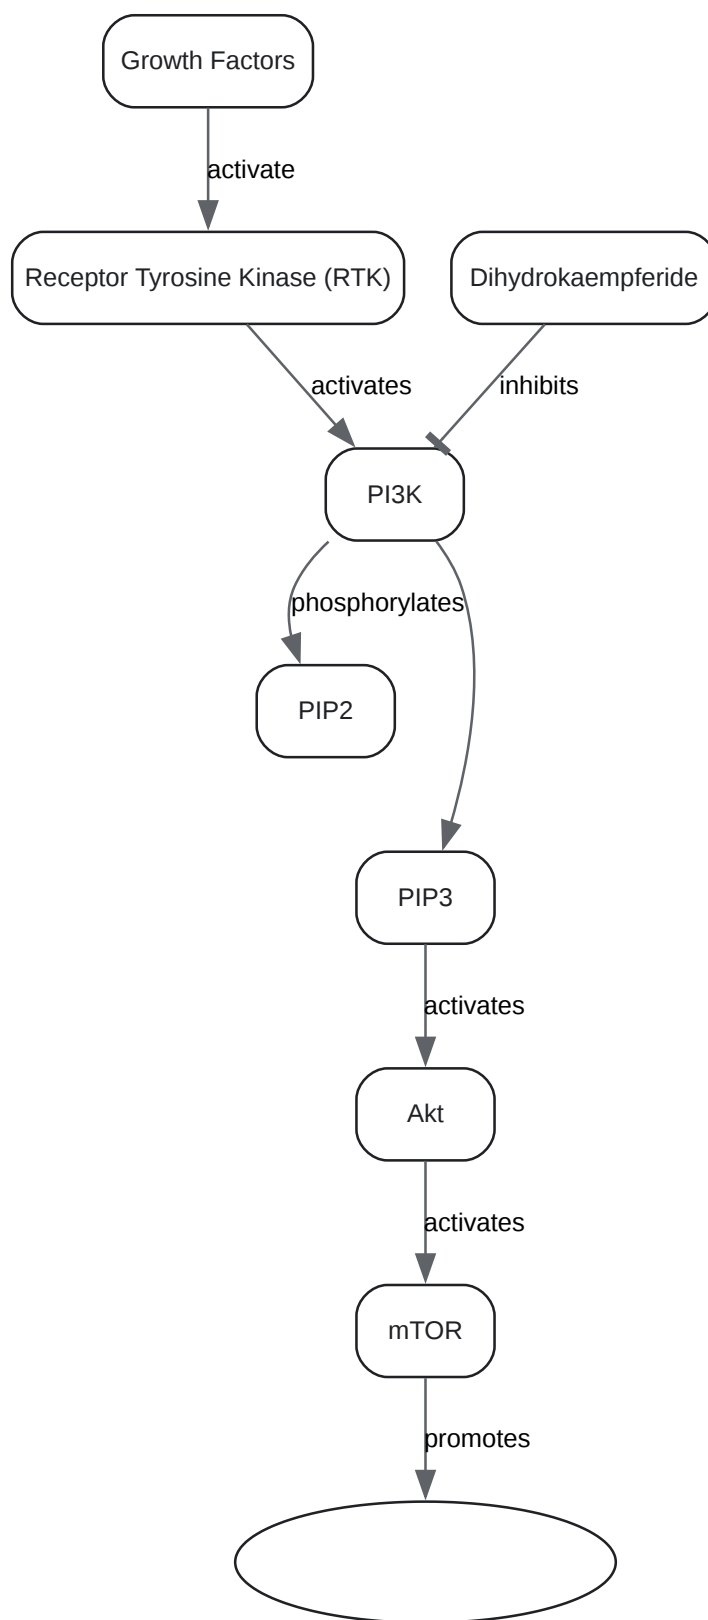 Growth Factors
activate
Receptor Tyrosine Kinase (RTK)
Dihydrokaempferide
activates
inhibits
PI3K
phosphorylates
PIP2
PIP3
activates
Akt
activates
mTOR
promotes